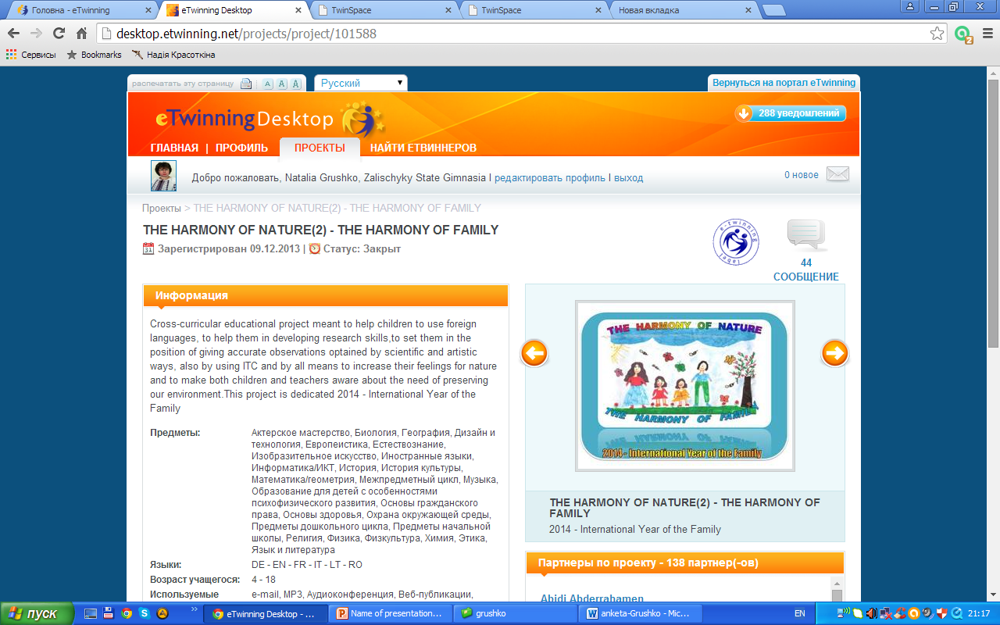 Головна - eTwinning
eTwinning Desktop
TwinSpace
TwinSpace
Новая вкладка
desktop.etwinning.net/projects/project/101588
2
Сервисы
Bookmarks
Надія Красоткіна
распечатать эту страницу
A A A
Русский
Вернуться на портал eTwinning
eTwinning Desktop
288 уведомлений
ГЛАВНАЯ | ПРОФИЛЬ ПРОЕКТЫ НАЙТИ ЕТВИННЕРОВ
Добро пожаловать, Natalia Grushko, Zalischyky State Gimnasia I редактировать профиль I выход
0 новое
Проекты > THE HARMONY OF NATURE(2) - THE HARMONY OF FAMILY
THE HARMONY OF NATURE(2) - THE HARMONY OF FAMILY
31 Зарегистрирован 09.12.2013 | Статус: Закрыт
e-twinning
label
44
СООБЩЕНИЕ
Информация
Cross-curricular educational project meant to help children to use foreign
languages, to help them in developing research skills,to set them in the
position of giving accurate observations optained by scientific and artistic
ways, also by using ITC and by all means to increase their feelings for nature
and to make both children and teachers aware about the need of preserving
our environment.This project is dedicated 2014 - International Year of the
Family
Предметы:
Актерское мастерство, Биология, География, Дизайн и
технология, Европеистика, Естествознание,
Изобразительное искусство, Иностранные языки,
Информатика/ИКТ, История, История культуры,
Математика/геометрия, Межпредметный цикл, Музыка,
Образование для детей с особенностями
психофизического развития, Основы гражданского
права, Основы здоровья, Охрана окружающей среды,
Предметы дошкольного цикла, Предметы начальной
школы, Религия, Физика, Физкультура, Химия, Этика,
Язык и литература
Языки: DE - EN - FR - IT - LT - RO
Возраст учащегося: 4 - 18
Используемые e-mail, MP3, Аудиоконференция, Веб-публикации,
THE HARMONY OF NATURE
THE HARMONY OF FAMILY
2014 - International Year of the Family
THE HARMONY OF NATURE(2) - THE HARMONY OF
FAMILY
2014 - International Year of the Family
Партнеры по проекту - 138 партнер(-ов)
Abidi Abderrahamen
пуск
eTwinning Desktop - ...
Name of presentation...
grushko
anketa-Grushko - Mic...
EN
21:17